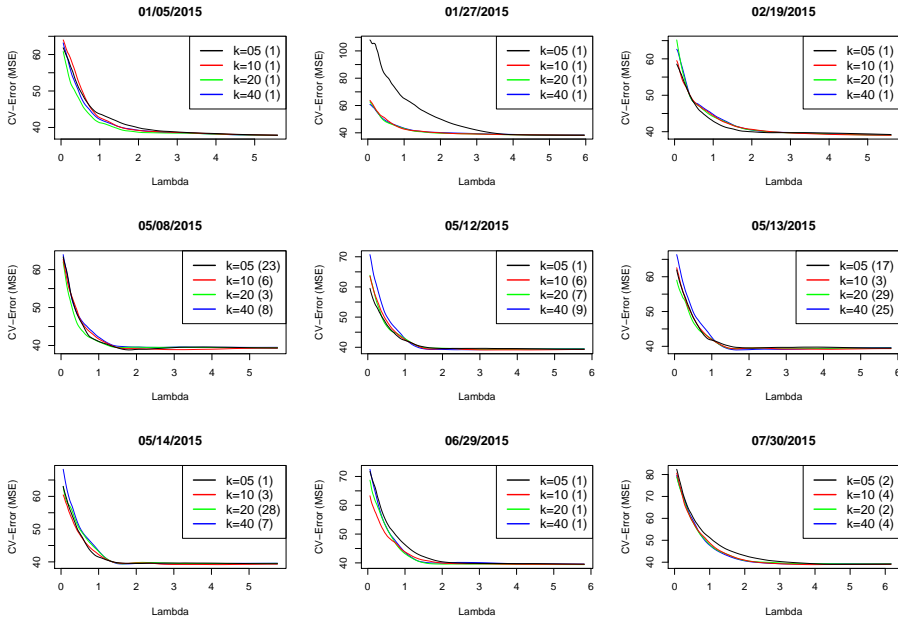 01/05/2015
CV−Error (MSE)
40 50 60
k=05 (1)
k=10 (1)
k=20 (1)
k=40 (1)
0 1 2 3 4 5
Lambda
01/27/2015
CV−Error (MSE)
40 60 80 100
k=05 (1)
k=10 (1)
k=20 (1)
k=40 (1)
0 1 2 3 4 5
Lambda
02/19/2015
CV−Error (MSE)
40 50 60
k=05 (1)
k=10 (1)
k=20 (1)
k=40 (1)
0 1 2 3 4 5
Lambda
05/08/2015
CV−Error (MSE)
40 50 60
k=05 (23)
k=10 (6)
k=20 (3)
k=40 (8)
0 1 2 3 4 5
Lambda
05/12/2015
CV−Error (MSE)
40 50 60 70
k=05 (1)
k=10 (6)
k=20 (7)
k=40 (9)
0 1 2 3 4 5 6
Lambda
05/13/2015
CV−Error (MSE)
40 50 60
k=05 (17)
k=10 (3)
k=20 (29)
k=40 (25)
0 1 2 3 4 5 6
Lambda
05/14/2015
CV−Error (MSE)
40 50 60
k=05 (1)
k=10 (3)
k=20 (28)
k=40 (7)
0 1 2 3 4 5
Lambda
06/29/2015
CV−Error (MSE)
40 50 60 70
k=05 (1)
k=10 (1)
k=20 (1)
k=40 (1)
0 1 2 3 4 5 6
Lambda
07/30/2015
CV−Error (MSE)
40 50 60 70 80
k=05 (2)
k=10 (4)
k=20 (2)
k=40 (4)
0 1 2 3 4 5 6
Lambda